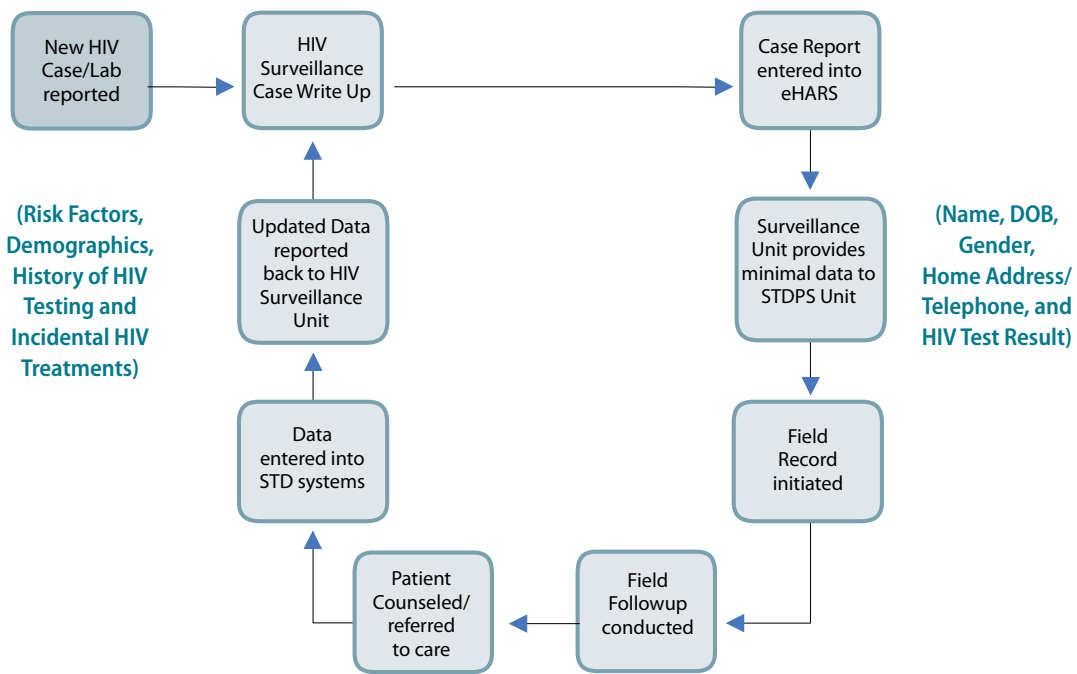 New HIV
Case/Lab
reported
HIV
Surveillance
Case Write Up
Case Report
entered into
eHARS
(Risk Factors,
Demographics,
History of HIV
Testing and
Incidental HIV
Treatments)
Updated Data
reported
back to HIV
Surveillance
Unit
Surveillance
Unit provides
minimal data to
STDPS Unit
(Name, DOB,
Gender,
Home Address/
Telephone, and
HIV Test Result)
Data
entered into
STD systems
Field
Record
initiated
Patient
Counseled/
referred
to care
Field
Followup
conducted